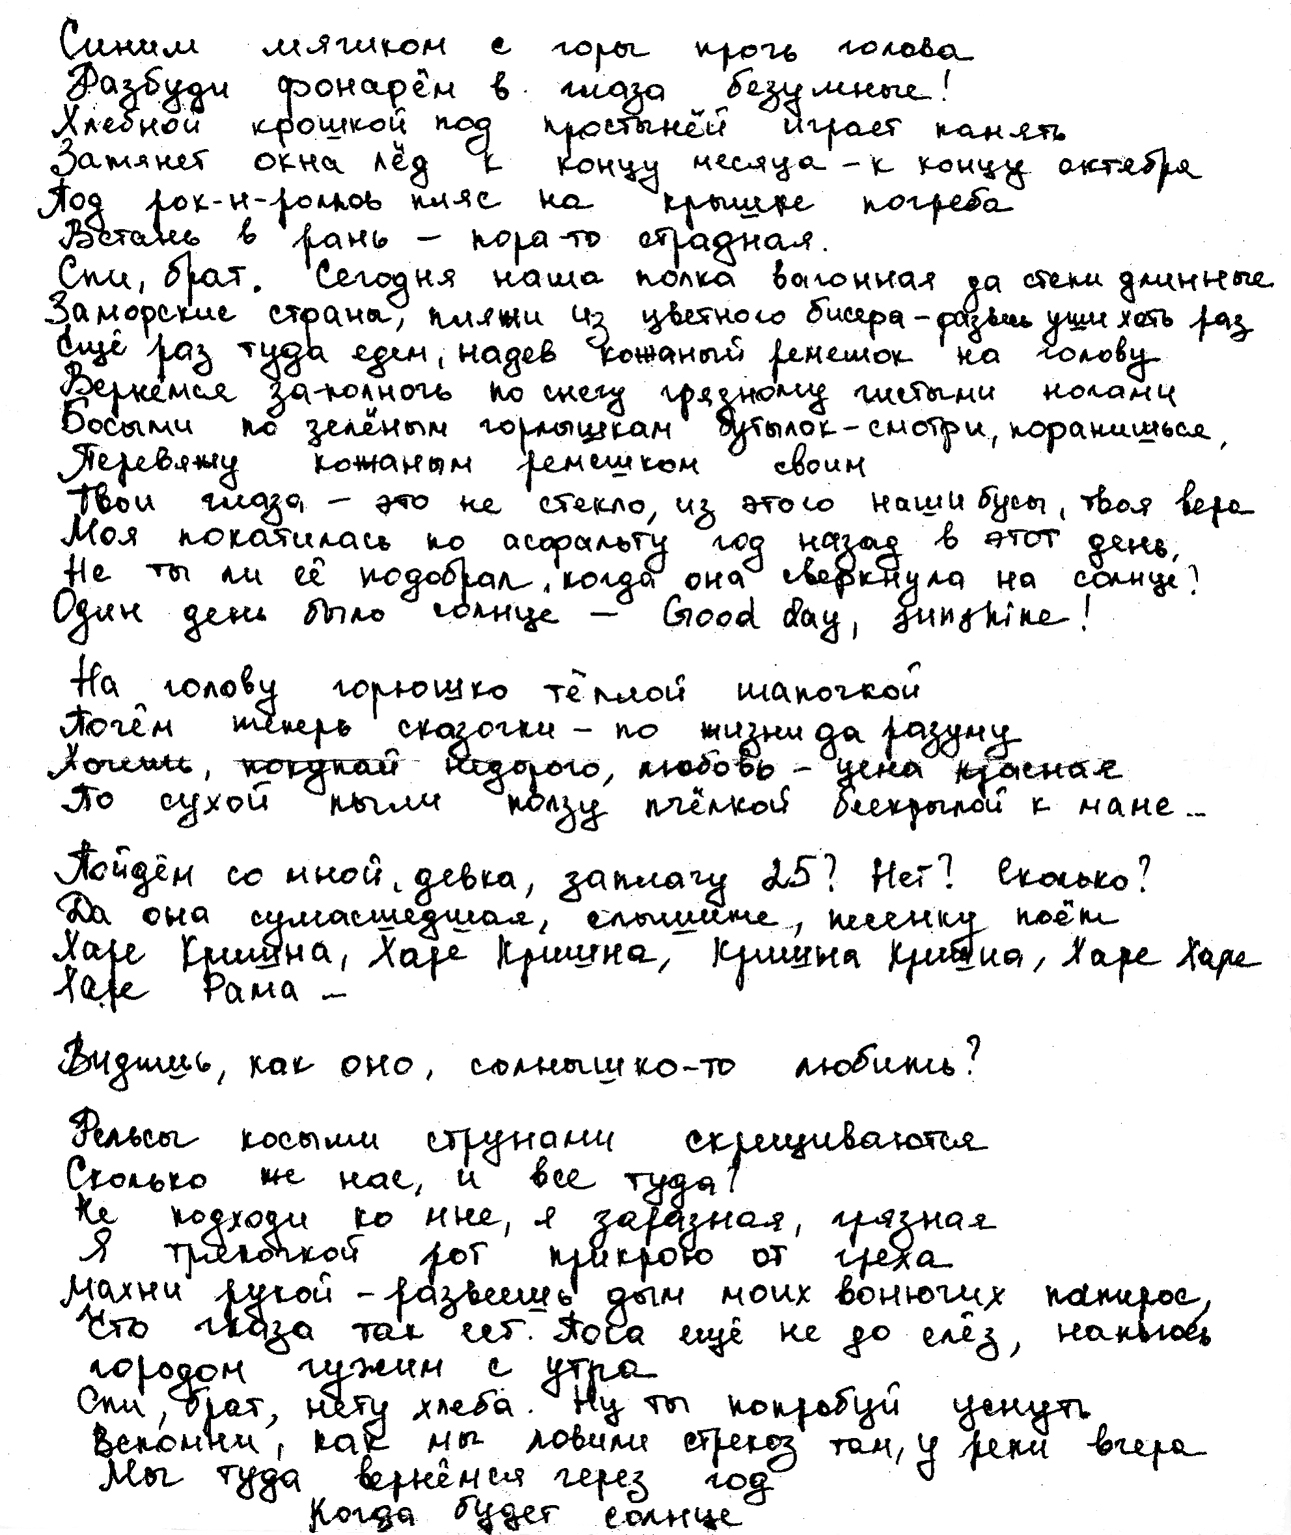 Синим мячиком с горы прочь голова
Разбуди фонарём в глаза безумные!
Хлебной крошкой под простынёй играет память
Затянет окна лёд к концу месяца – к концу октября
Под рок-н-роллов пляс на крышке погреба
Встань в рань – пора-то страдная.
Спи, брат. Сегодня наша полка вагонная да степи длинные
Заморские страны, пляжи из цветного бисера – развесь уши хоть раз
Ещё раз туда едем, надев кожаный ремешок на голову
Вернёмся за-полночь по снегу грязному чистыми ногами
Босыми по зелёным горлышкам бутылок – смотри, поранишься,
Перевяжу кожаным ремешком своим
Твои глаза – это не стекло, из этого наши бусы, твоя вера
Моя покатилась по асфальту год назад в этот день,
Не ты ли её подобрал, когда она сверкнула на солнце?
Один день было солнце – Good day, sunshine!
На голову горюшко тёплой шапочкой
Почём теперь сказочки – по жизни да разуму
Хочешь, покупай недорого, любовь – цена красная
По сухой пыли ползу пчёлкой бескрылой к маме...
Пойдём со мной, девка, заплачу 25? Нет? Сколько?
Да она сумасшедшая, слышите, песенку поёт
Харе Кришна, Харе Кришна, Кришна Кришна, Харе Харе
Харе Рама...
Видишь, как оно, солнышко-то любить?
Рельсы косыми струнами скрещиваются
Сколько же нас, и все туда?
Не подходи ко мне, я заразная, грязная
Я тряпочкой рот прикрою от греха
Махни рукой – развеешь дым моих вонючих папирос,
Что глаза так ест. Пока ещё не до слёз, напьюсь
городом чужим с утра
Спи, брат, нету хлеба. Ну ты попробуй уснуть
Вспомни, как мы ловили стрекоз там, у реки вчера
Мы туда вернёмся через год
Когда будет солнце